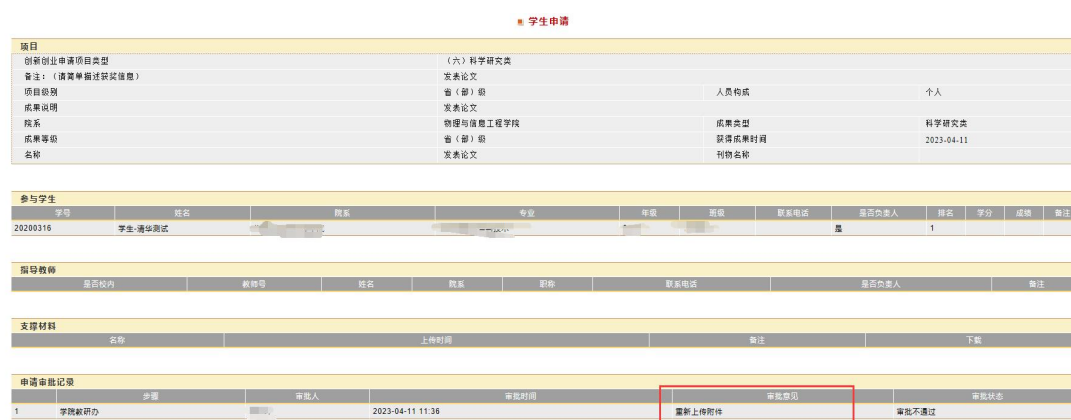 学生申请
项目
创新创业申请项目类型 （六）科学研究类
备注：（请简单描述获奖信息） 发表论文
项目级别 省（部）级 人员构成 个人
成果说明 发表论文
院系 物理与信息工程学院 成果类型 科学研究类
成果等级 省（部）级 获得成果时间 2023-04-11
名称 发表论文 刊物名称
参与学生
学号 姓名 院系 专业 年级 班级 联系电话 是否负责人 排名 学分 成绩 备注
20200316 学生-清华测试 是 1
指导教师
是否校内 教师号 姓名 院系 职称 联系电话 是否负责人 备注
支撑材料
名称 上传时间 备注 下载
申请审批记录
步骤 审批人 审批时间 审批意见 审批状态
1 学院教研办 2023-04-11 11:36 重新上传附件 审批不通过